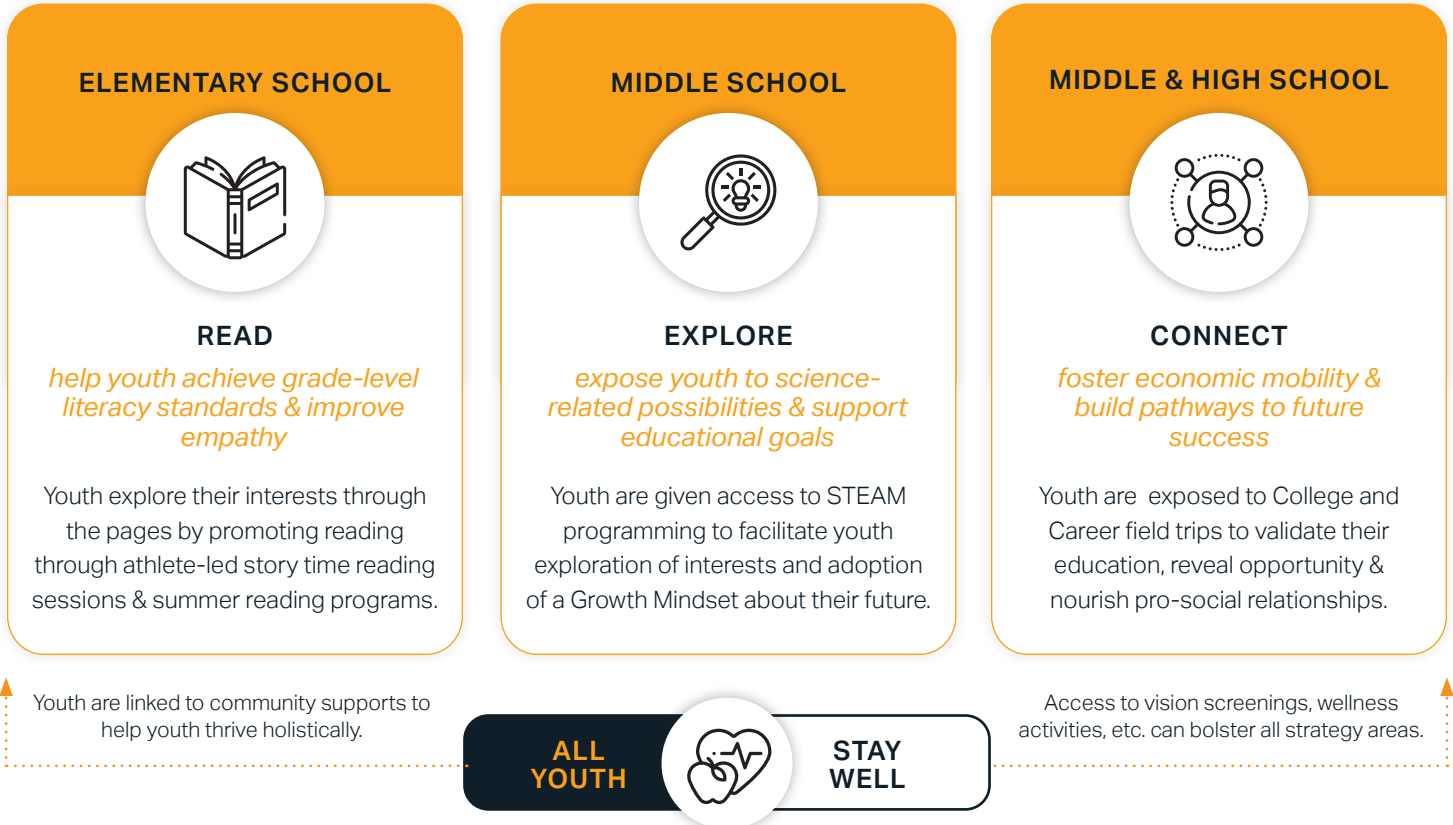 ELEMENTARY SCHOOL
READ
help youth achieve grade-level
literacy standards & improve
empathy
Youth explore their interests through
the pages by promoting reading
through athlete-led story time reading
sessions & summer reading programs.
MIDDLE SCHOOL
EXPLORE
expose youth to science-
related possibilities & support
educational goals
Youth are given access to STEAM
programming to facilitate youth
exploration of interests and adoption
of a Growth Mindset about their future.
MIDDLE & HIGH SCHOOL
CONNECT
foster economic mobility &
build pathways to future
success
Youth are exposed to College and
Career field trips to validate their
education, reveal opportunity &
nourish pro-social relationships.
Youth are linked to community supports to
help youth thrive holistically.
ALL
YOUTH
STAY
WELL
Access to vision screenings, wellness
activities, etc. can bolster all strategy areas.